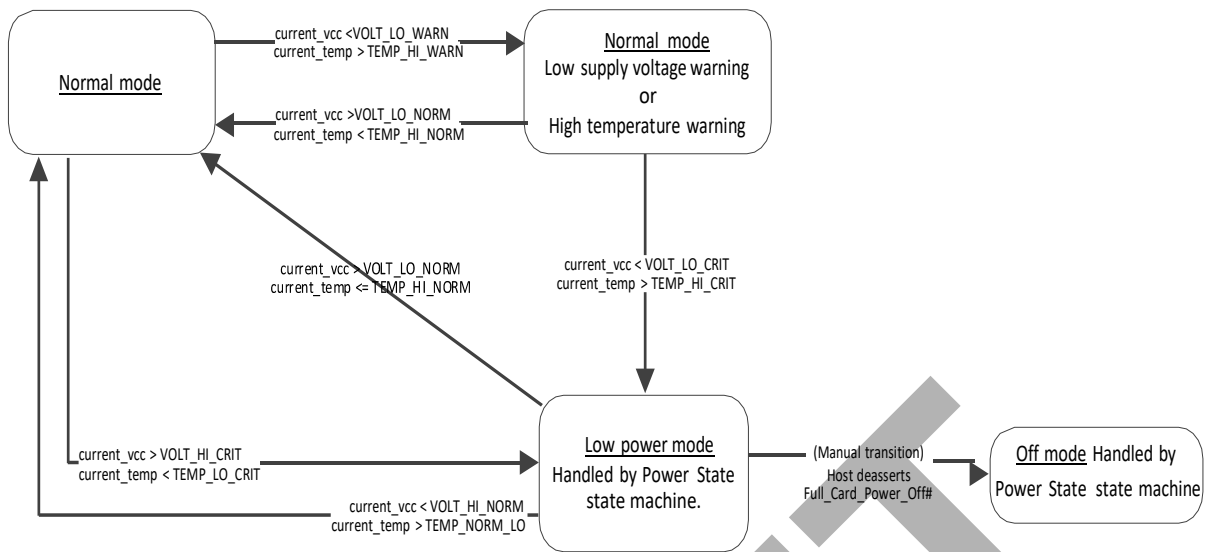 Normal mode
current_vcc <VOLT_LO_WARN
current_temp > TEMP_HI_WARN
Normal mode
Low supply voltage warning
or
High temperature warning
current_vcc >VOLT_LO_NORM
current_temp < TEMP_HI_NORM
current_vcc > VOLT_LO_NORM
current_temp <= TEMP_HI_NORM
current_vcc < VOLT_LO_CRIT
current_temp > TEMP_HI_CRIT
current_vcc > VOLT_HI_CRIT
current_temp < TEMP_LO_CRIT
current_vcc < VOLT_HI_NORM
current_temp > TEMP_NORM_LO
Low power mode
Handled by Power State
state machine.
(Manual transition)
Host deasserts
Full_Card_Power_Off#
Off mode Handled by
Power State state machine